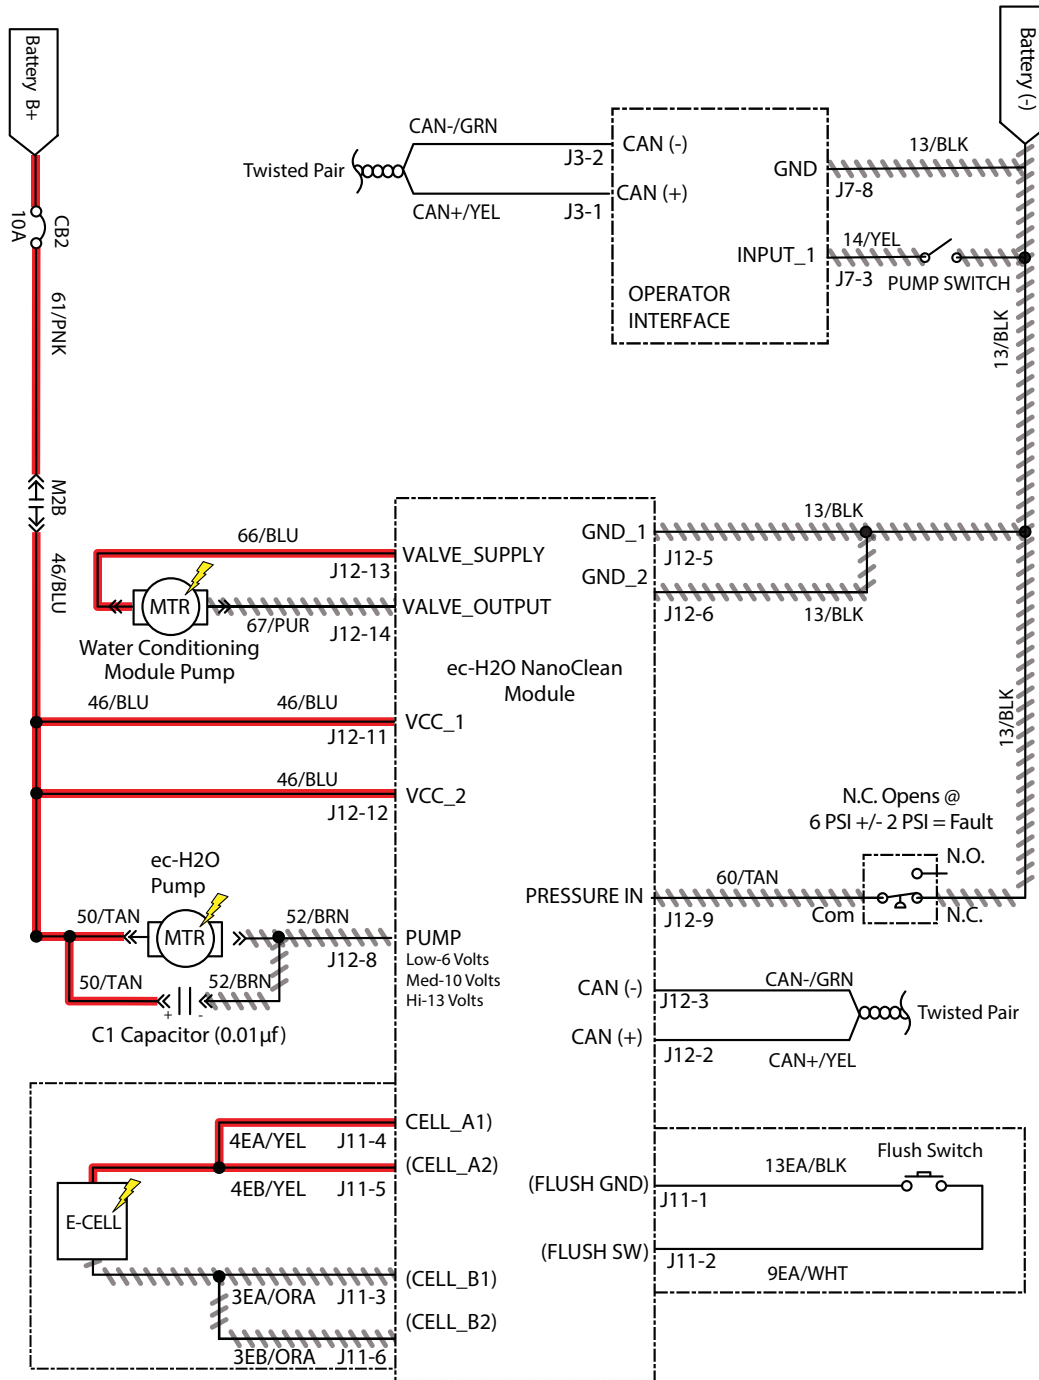 Battery B+
Battery (-)
CB2
10A
61/PNK
M2B
46/BLU
Twisted Pair
CAN-/GRN
CAN+/YEL
J3-2
J3-1
CAN (-)
CAN (+)
GND
INPUT_1
OPERATOR
INTERFACE
13/BLK
J7-8
14/YEL
J7-3
PUMP SWITCH
13/BLK
66/BLU
J12-13
VALVE_SUPPLY
MTR
67/PUR
J12-14
VALVE_OUTPUT
Water Conditioning
Module Pump
GND_1
13/BLK
J12-5
GND_2
J12-6
13/BLK
ec-H2O NanoClean
Module
46/BLU
46/BLU
J12-11
VCC_1
46/BLU
J12-12
VCC_2
13/BLK
N.C. Opens @
6 PSI +/- 2 PSI = Fault
N.O.
N.C.
Com
60/TAN
J12-9
PRESSURE IN
ec-H2O
Pump
50/TAN
MTR
52/BRN
J12-8
PUMP
Low-6 Volts
Med-10 Volts
Hi-13 Volts
50/TAN
52/BRN
+ -
C1 Capacitor (0.01µf)
CAN (-)
CAN-/GRN
J12-3
CAN (+)
J12-2
CAN+/YEL
Twisted Pair
CELL_A1)
4EA/YEL
J11-4
(CELL_A2)
4EB/YEL
J11-5
E-CELL
(CELL_B1)
3EA/ORA
J11-3
(CELL_B2)
3EB/ORA
J11-6
Flush Switch
13EA/BLK
(FLUSH GND)
J11-1
(FLUSH SW)
J11-2
9EA/WHT